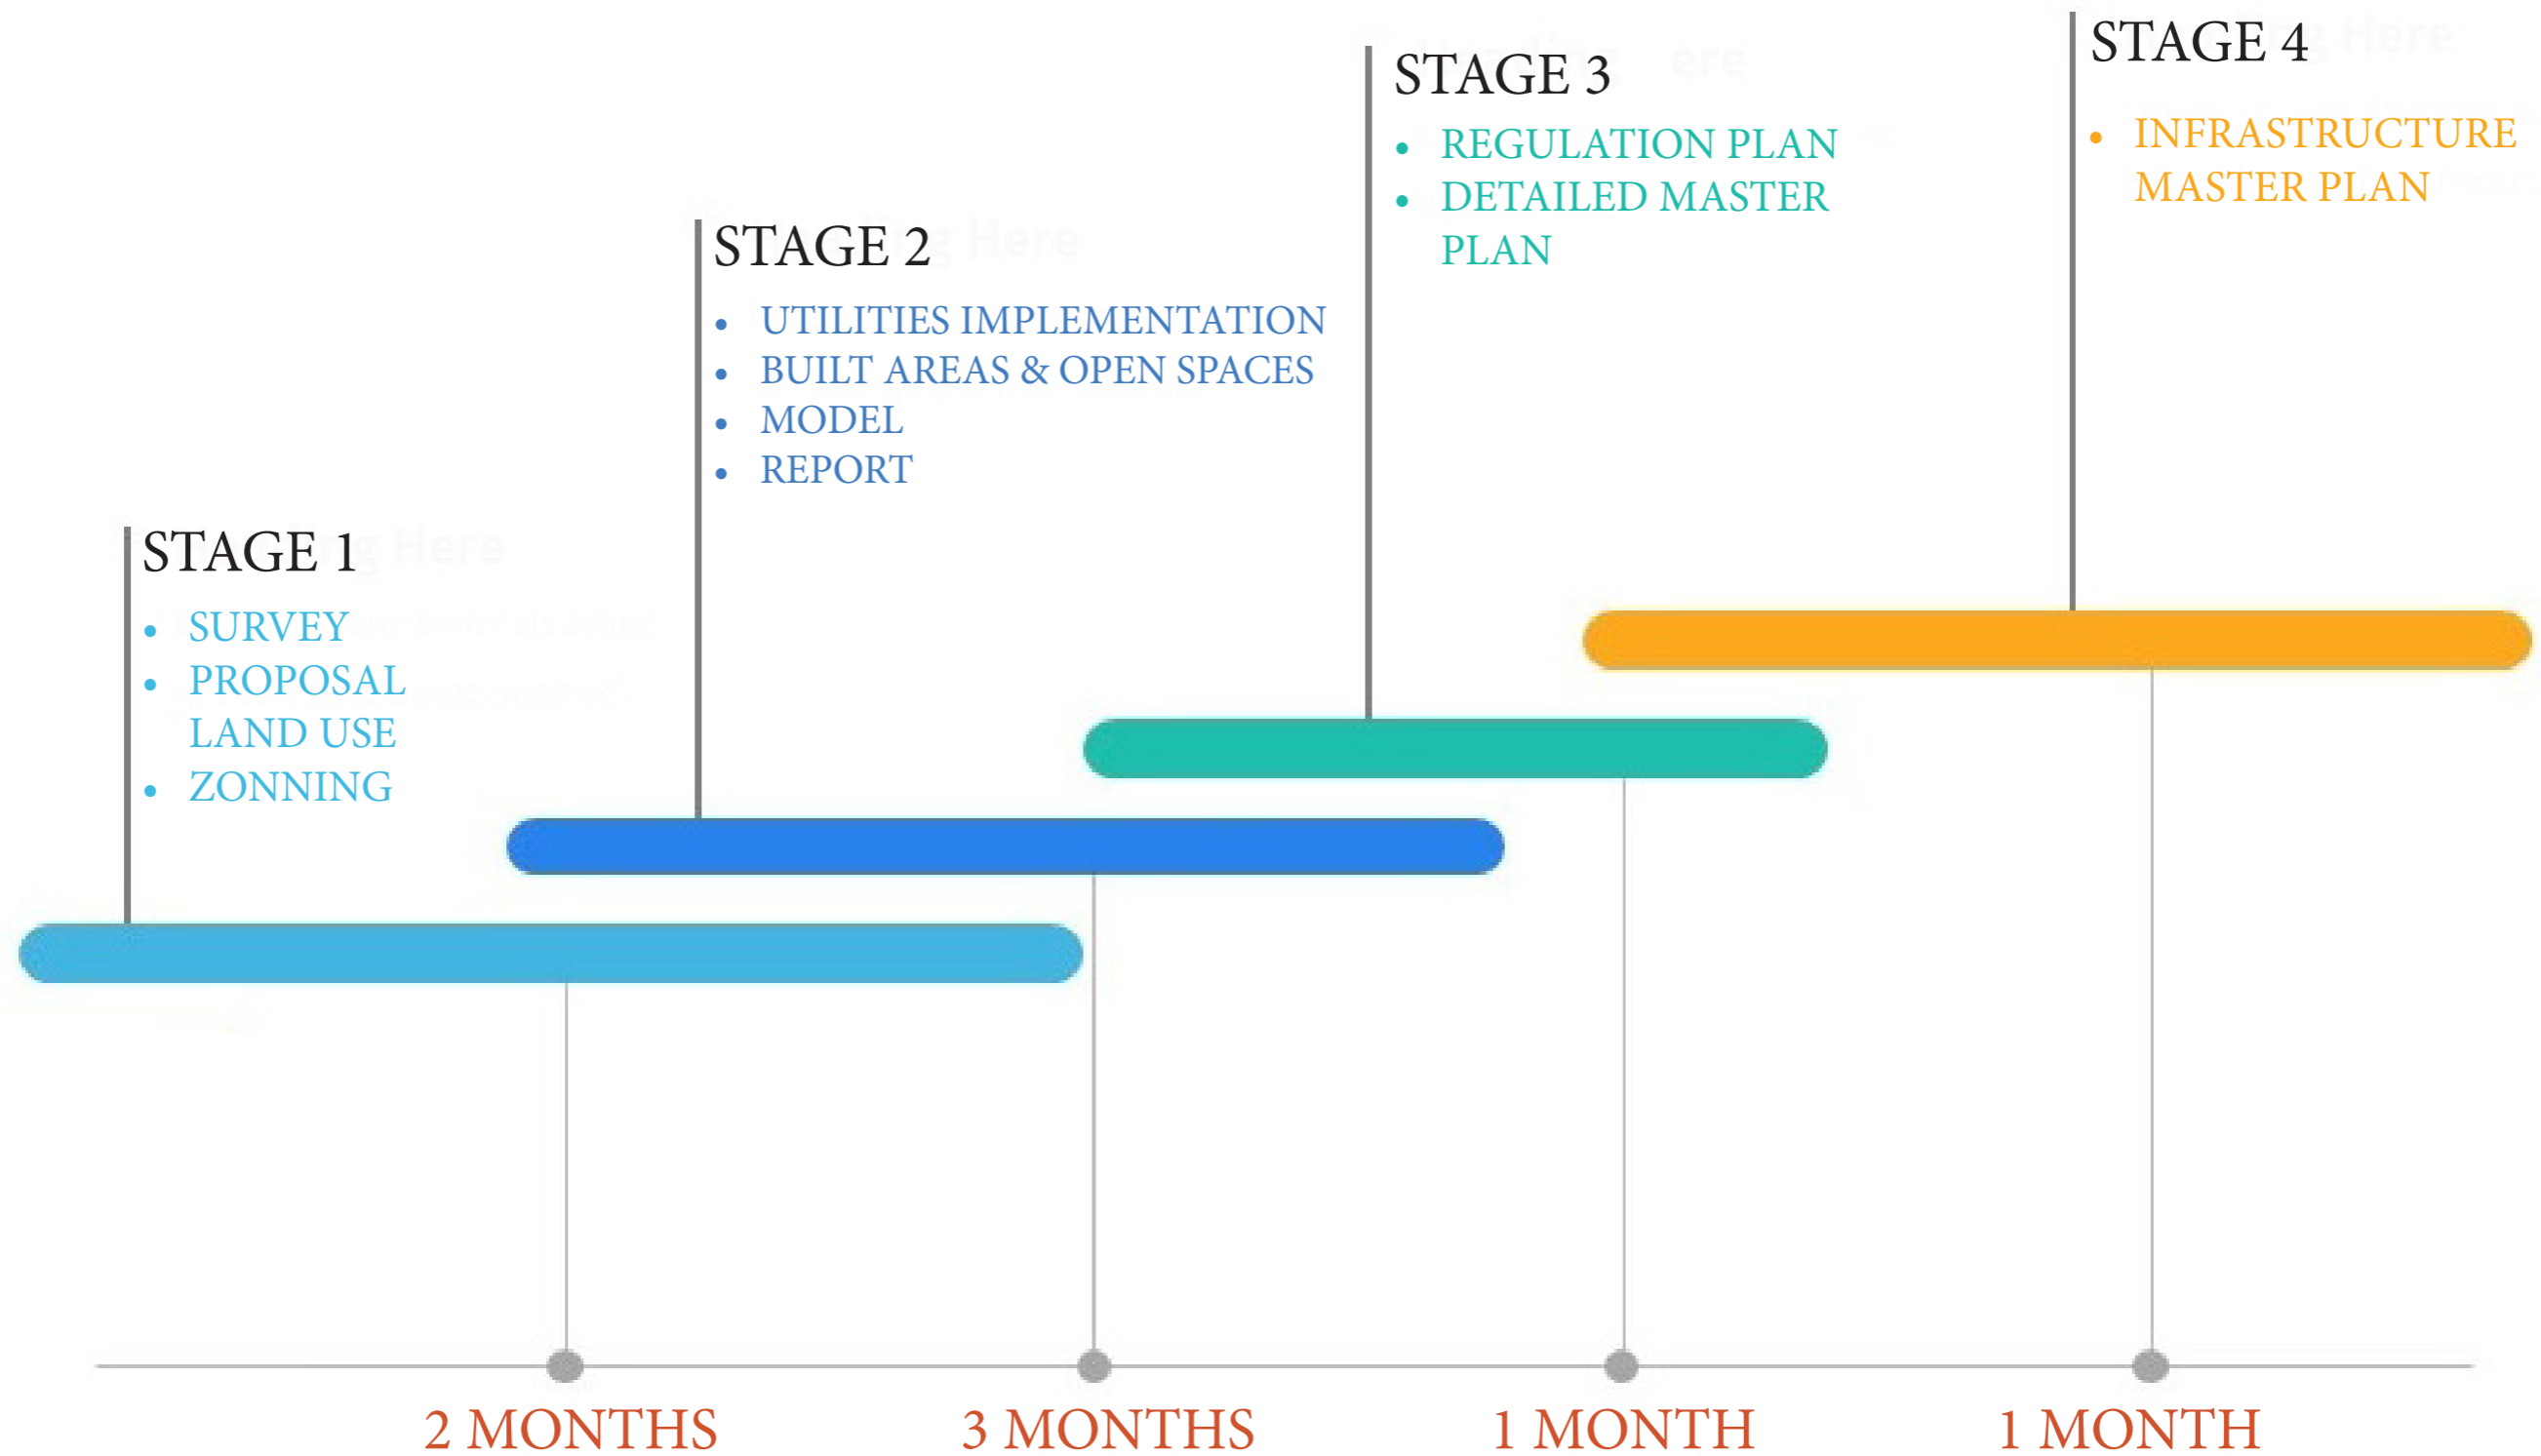 STAGE 1
• SURVEY
• PROPOSAL
LAND USE
• ZONNING
STAGE 2
• UTILITIES IMPLEMENTATION
• BUILT AREAS & OPEN SPACES
• MODEL
• REPORT
STAGE 3
• REGULATION PLAN
• DETAILED MASTER
PLAN
STAGE 4
• INFRASTRUCTURE
MASTER PLAN
2 MONTHS
3 MONTHS
1 MONTH
1 MONTH